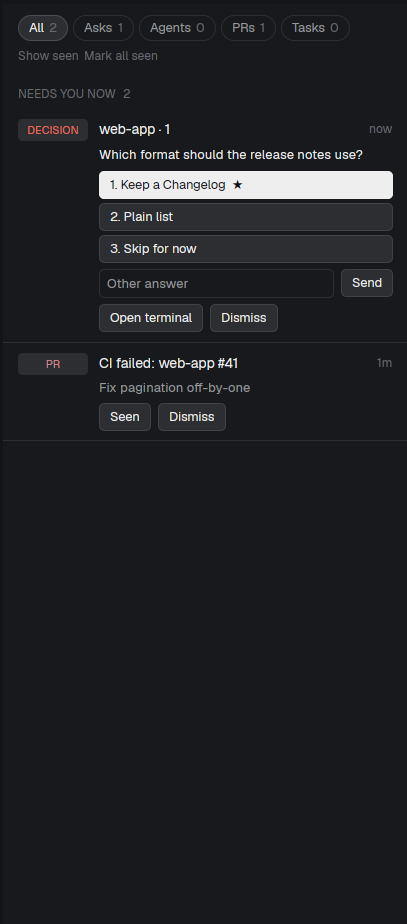 All 2 Asks 1 Agents 0 PRs 1 Tasks 0
Show seen Mark all seen
NEEDS YOU NOW 2
DECISION web-app · 1 now
Which format should the release notes use?
1. Keep a Changelog ★
2. Plain list
3. Skip for now
Other answer Send
Open terminal Dismiss
PR CI failed: web-app #41 1m
Fix pagination off-by-one
Seen Dismiss